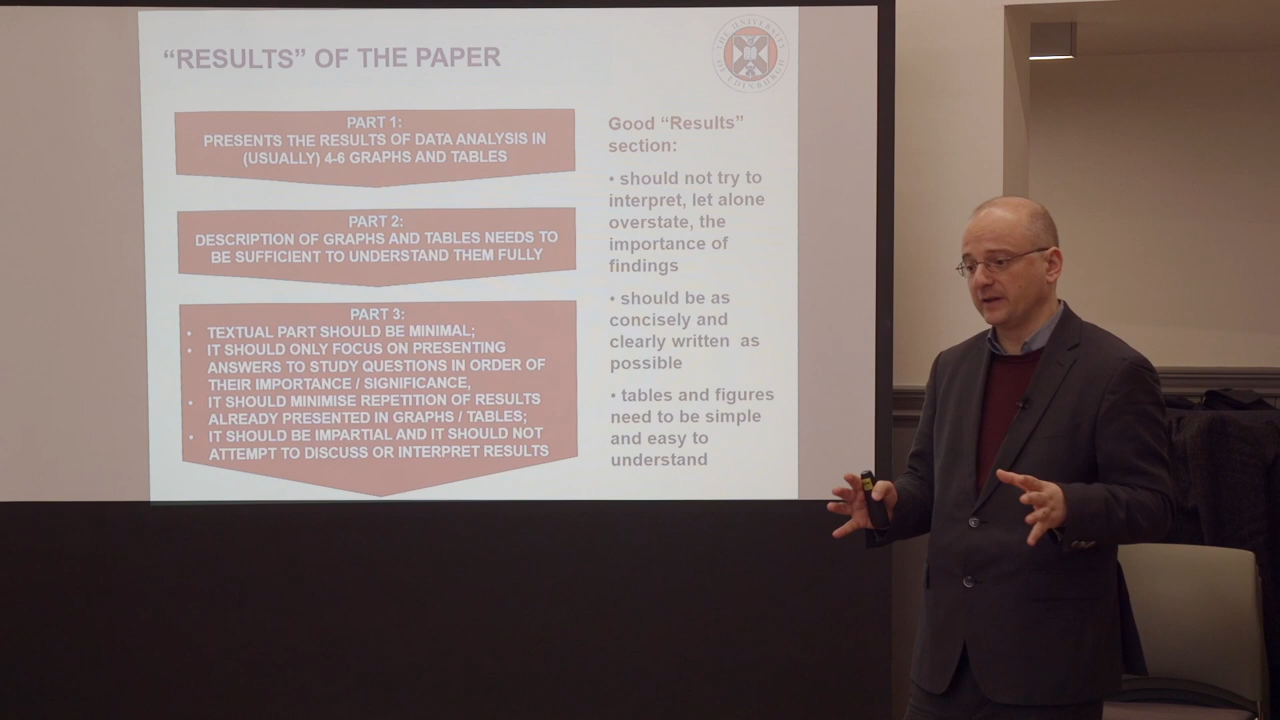 “RESULTS” OF THE PAPER
THE UNIVERSITY
OF EDINBURGH
PART 1:
PRESENTS THE RESULTS OF DATA ANALYSIS IN
(USUALLY) 4-6 GRAPHS AND TABLES
PART 2:
DESCRIPTION OF GRAPHS AND TABLES NEEDS TO
BE SUFFICIENT TO UNDERSTAND THEM FULLY
PART 3:
• TEXTUAL PART SHOULD BE MINIMAL;
• IT SHOULD ONLY FOCUS ON PRESENTING
ANSWERS TO STUDY QUESTIONS IN ORDER OF
THEIR IMPORTANCE / SIGNIFICANCE,
• IT SHOULD MINIMISE REPETITION OF RESULTS
ALREADY PRESENTED IN GRAPHS / TABLES;
• IT SHOULD BE IMPARTIAL AND IT SHOULD NOT
ATTEMPT TO DISCUSS OR INTERPRET RESULTS
Good “Results”
section:
• should not try to
interpret, let alone
overstate, the
importance of
findings
• should be as
concisely and
clearly written as
possible
• tables and figures
need to be simple
and easy to
understand